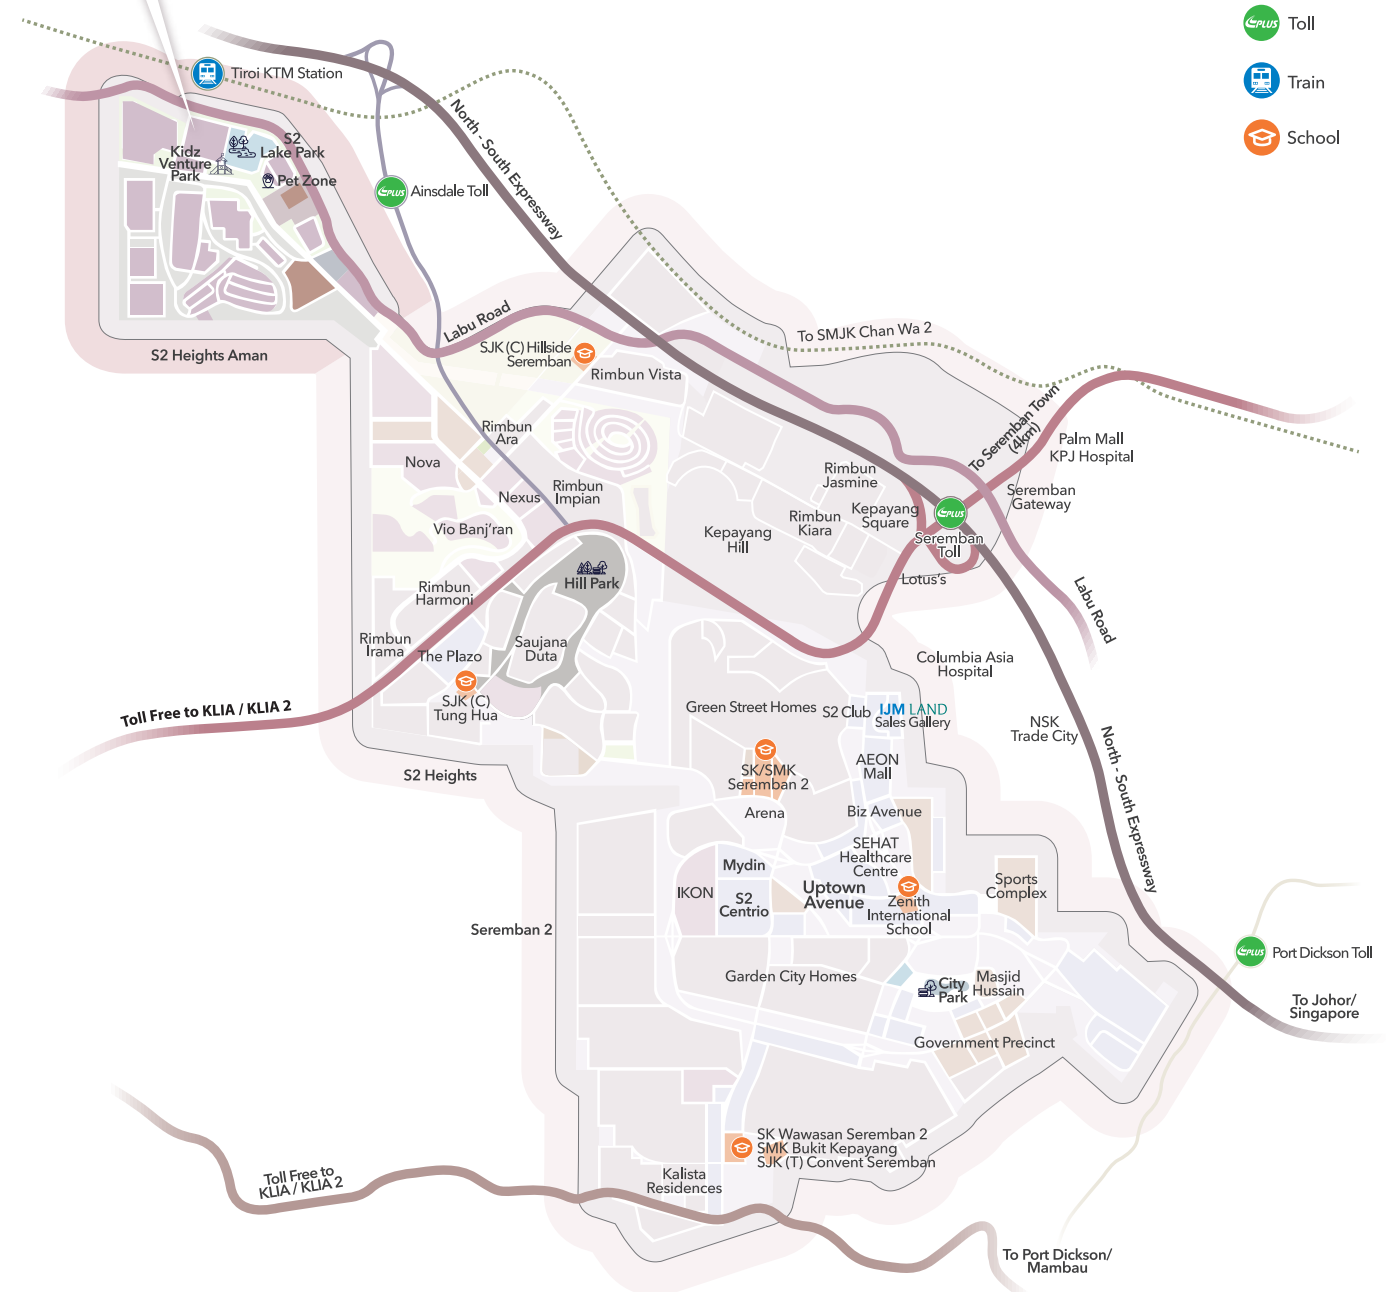 PLUS
Toll
Train
School
Tiroi KTM Station
S2
Lake Park
Kidz
Venture
Park
Pet Zone
PLUS
Ainsdale Toll
North - South Expressway
S2 Heights Aman
Labu Road
SJK (C) Hillside
Seremban
Rimbun Vista
To SMJK Chan Wa 2
To Seremban Town
(4km)
Palm Mall
KPJ Hospital
Rimbun
Ara
Nova
Nexus
Rimbun
Impian
Vio Banj'ran
Rimbun
Jasmine
Kepayang
Square
Rimbun
Kiara
Kepayang
Hill
Seremban
Gateway
PLUS
Seremban
Toll
Lotus's
Labu Road
Hill Park
Rimbun
Harmoni
Rimbun
Irama
The Plazo
Saujana
Duta
SJK (C)
Tung Hua
Toll Free to KLIA / KLIA 2
S2 Heights
Columbia Asia
Hospital
Green Street Homes
S2 Club
IJM LAND
Sales Gallery
NSK
Trade City
North - South Expressway
SK/SMK
Seremban 2
AEON
Mall
Arena
Biz Avenue
Mydin
SEHAT
Healthcare
Centre
IKON
S2
Centrio
Uptown
Avenue
Zenith
International
School
Sports
Complex
Seremban 2
PLUS
Port Dickson Toll
Garden City Homes
City
Park
Masjid
Hussain
To Johor/
Singapore
Government Precinct
SK Wawasan Seremban 2
SMK Bukit Kepayang
SJK (T) Convent Seremban
Kalista
Residences
Toll Free to
KLIA / KLIA 2
To Port Dickson/
Mambau